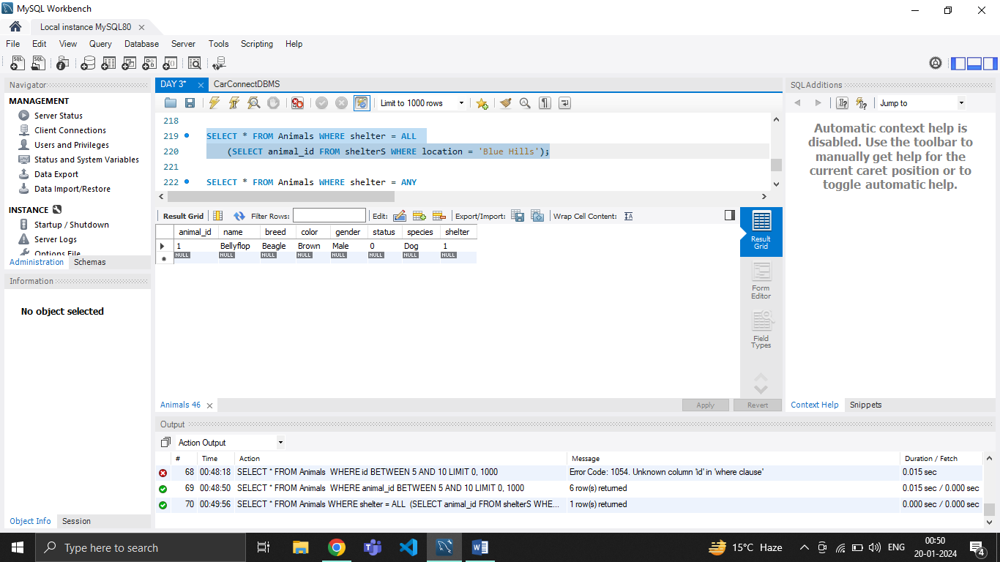 MySQL Workbench
Local instance MySQL80
File Edit View Query Database Server Tools Scripting Help
Navigator
MANAGEMENT
Server Status
Client Connections
Users and Privileges
Status and System Variables
Data Export
Data Import/Restore
INSTANCE
Startup / Shutdown
Server Logs
Options File
Administration Schemas
Information
No object selected
Object Info Session
DAY 3* CarConnectDBMS
Limit to 1000 rows
218
219 SELECT * FROM Animals WHERE shelter = ALL
220 (SELECT animal_id FROM shelterS WHERE location = 'Blue Hills');
221
222 SELECT * FROM Animals WHERE shelter = ANY
Result Grid Filter Rows: Edit: Export/Import: Wrap Cell Content:
animal_id name breed color gender status species shelter
1 Bellyflop Beagle Brown Male 0 Dog 1
NULL NULL NULL NULL NULL NULL NULL NULL
Result
Grid
Form
Editor
Field
Types
Animals 46 Apply Revert
SQLAdditions
Jump to
Automatic context help is
disabled. Use the toolbar to
manually get help for the
current caret position or to
toggle automatic help.
Context Help Snippets
Output
Action Output
# Time Action Message Duration / Fetch
68 00:48:18 SELECT * FROM Animals WHERE id BETWEEN 5 AND 10 LIMIT 0, 1000 Error Code: 1054. Unknown column 'id' in 'where clause' 0.015 sec
69 00:48:50 SELECT * FROM Animals WHERE animal_id BETWEEN 5 AND 10 LIMIT 0, 1000 6 row(s) returned 0.015 sec / 0.000 sec
70 00:49:56 SELECT * FROM Animals WHERE shelter = ALL (SELECT animal_id FROM shelterS WHE... 1 row(s) returned 0.000 sec / 0.000 sec
Type here to search
15°C Haze
ENG
00:50
20-01-2024
4